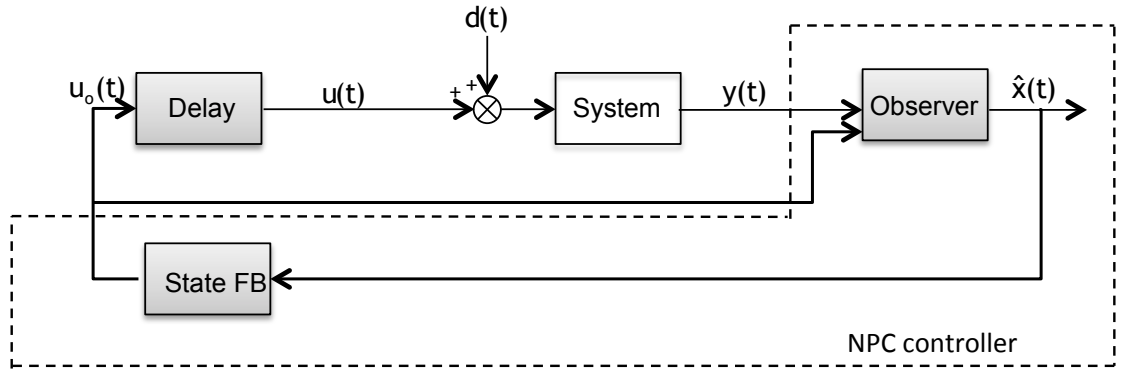 d(t)
uₒ(t)
Delay
u(t)
+
+
System
y(t)
Observer
x̂(t)
State FB
NPC controller